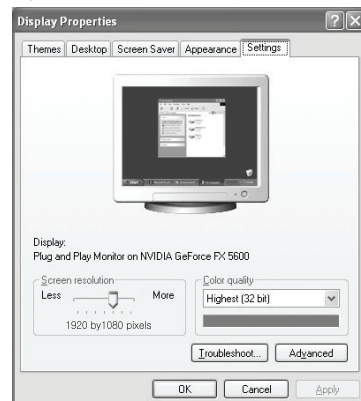 Display Properties
Themes Desktop Screen Saver Appearance Settings
Display:
Plug and Play Monitor on NVIDIA GeForce FX 5600
Screen resolution
Less More
1920 by1080 pixels
Color quality
Highest (32 bit)
Troubleshoot... Advanced
OK Cancel Apply